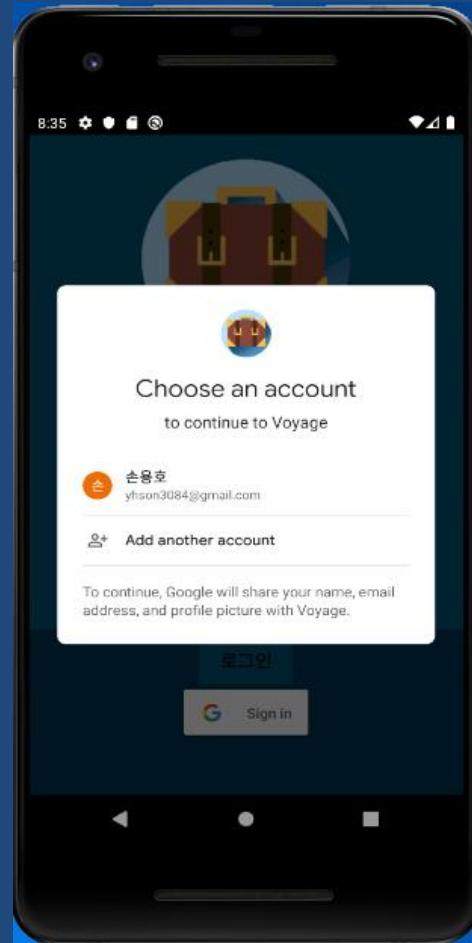 8:35
Choose an account
to continue to Voyage
손
손용호
yhson3084@gmail.com
Add another account
To continue, Google will share your name, email
address, and profile picture with Voyage.
로그인
G Sign in